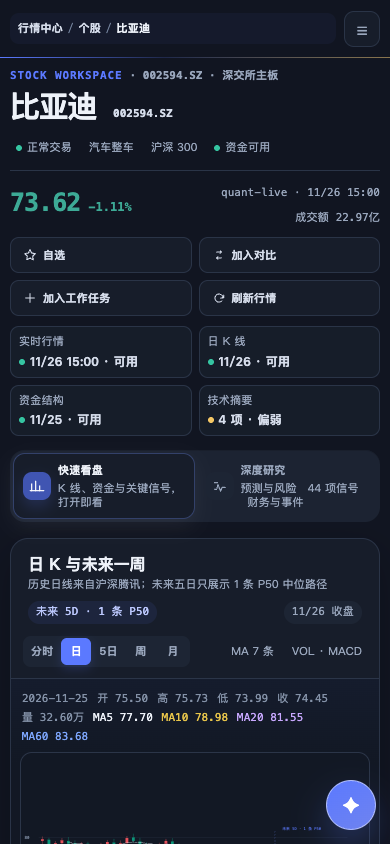 行情中心 / 个股 / 比亚迪
STOCK WORKSPACE · 002594.SZ · 深交所主板
比亚迪 002594.SZ
正常交易 汽车整车 沪深 300 资金可用
73.62 −1.11%
quant-live · 11/26 15:00
成交额 22.97亿
自选
加入对比
加入工作任务
刷新行情
实时行情
11/26 15:00 · 可用
日 K 线
11/26 · 可用
资金结构
11/25 · 可用
技术摘要
4 项 · 偏弱
快速看盘
K 线、资金与关键信号，
打开即看
深度研究
预测与风险 44 项信号
财务与事件
日 K 与未来一周
历史日线来自沪深腾讯；未来五日只展示 1 条 P50 中位路径
未来 5D · 1 条 P50
11/26 收盘
分时 日 5日 周 月
MA 7 条 VOL · MACD
2026-11-25 开 75.50 高 75.73 低 73.99 收 74.45
量 32.60万 MA5 77.70 MA10 78.98 MA20 81.55
MA60 83.68